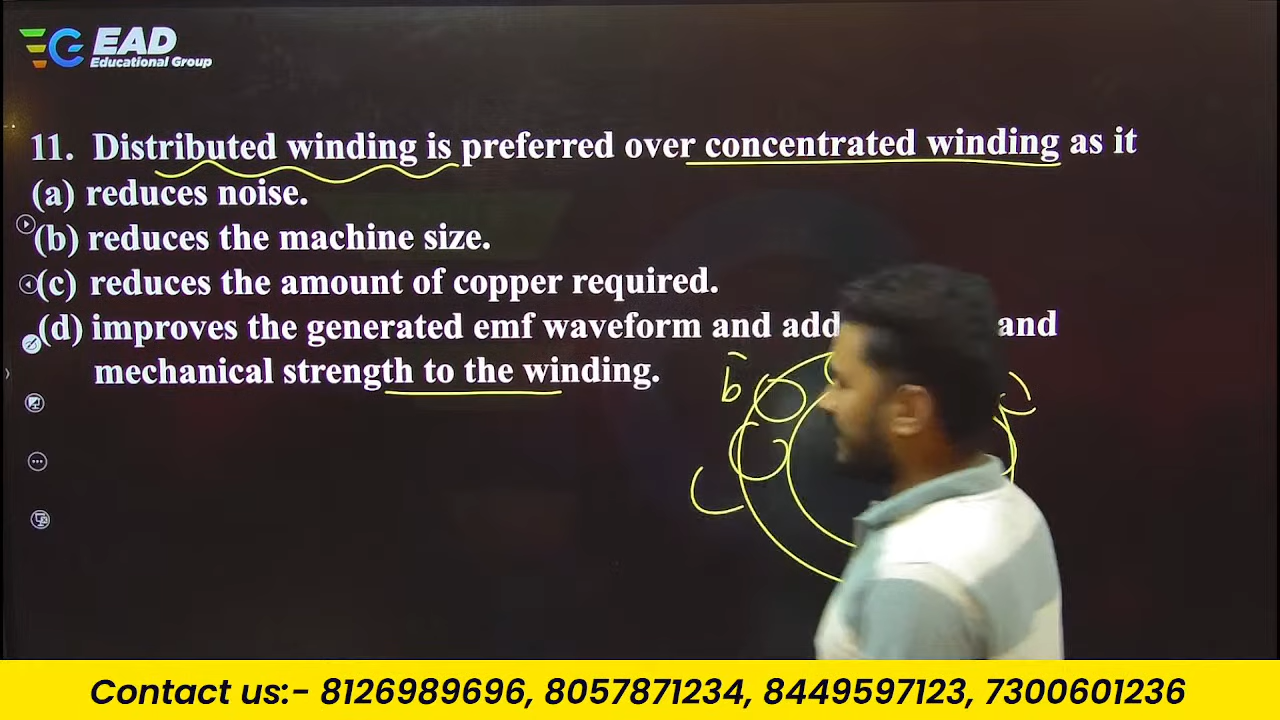 EAD
Educational Group
11. Distributed winding is preferred over concentrated winding as it
(a) reduces noise.
(b) reduces the machine size.
(c) reduces the amount of copper required.
(d) improves the generated emf waveform and and
mechanical strength to the winding.
b
Contact us:- 8126989696, 8057871234, 8449597123, 7300601236